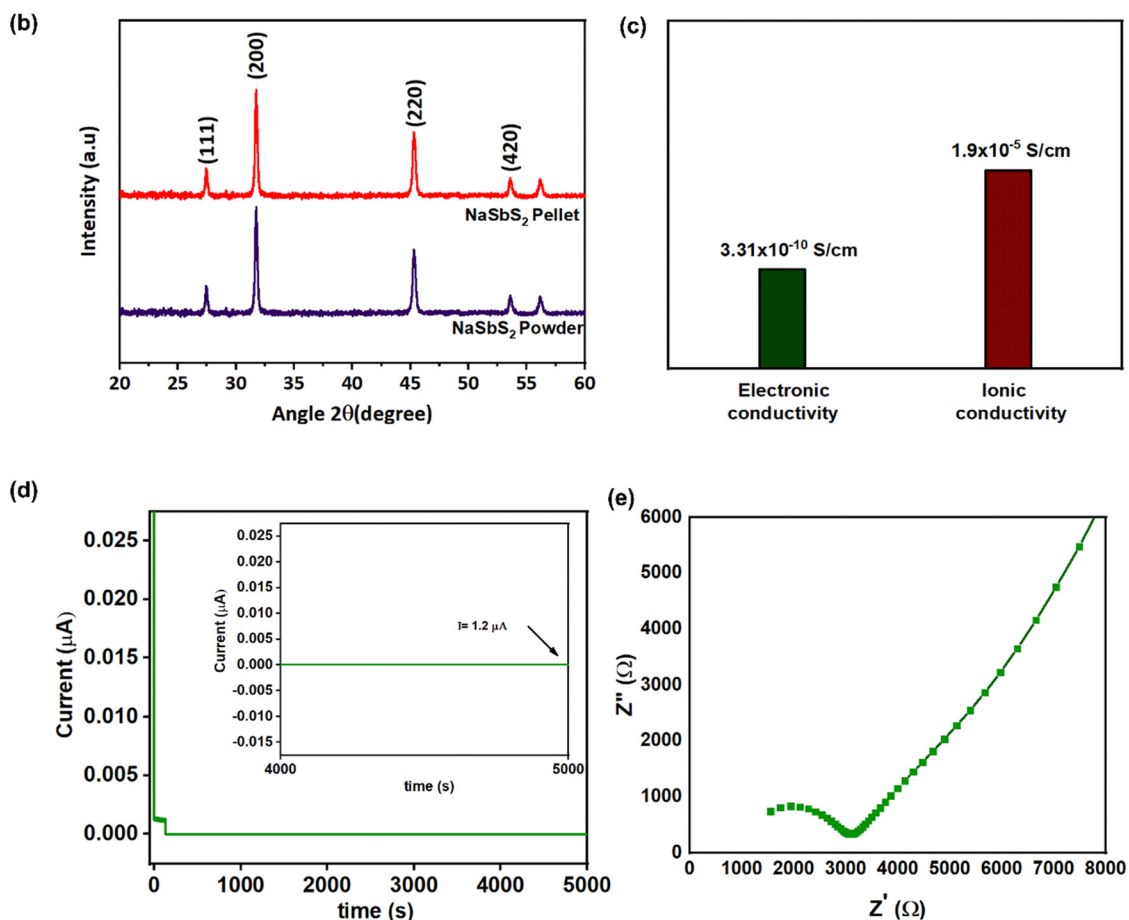 (b)
Intensity (a.u)
(111)
(200)
(220)
(420)
NaSbS₂ Pellet
NaSbS₂ Powder
20 25 30 35 40 45 50 55 60
Angle 2θ(degree)
(c)
3.31x10⁻¹⁰ S/cm
1.9x10⁻⁵ S/cm
Electronic
conductivity
Ionic
conductivity
(d)
Current (μA)
0.025
0.020
0.015
0.010
0.005
0.000
0 1000 2000 3000 4000 5000
time (s)
Current (μA)
0.025
0.020
0.015
0.010
0.005
0.000
-0.005
-0.010
-0.015
I= 1.2 μA
4000 5000
time (s)
(e)
Z'' (Ω)
6000
5000
4000
3000
2000
1000
0
0 1000 2000 3000 4000 5000 6000 7000 8000
Z' (Ω)